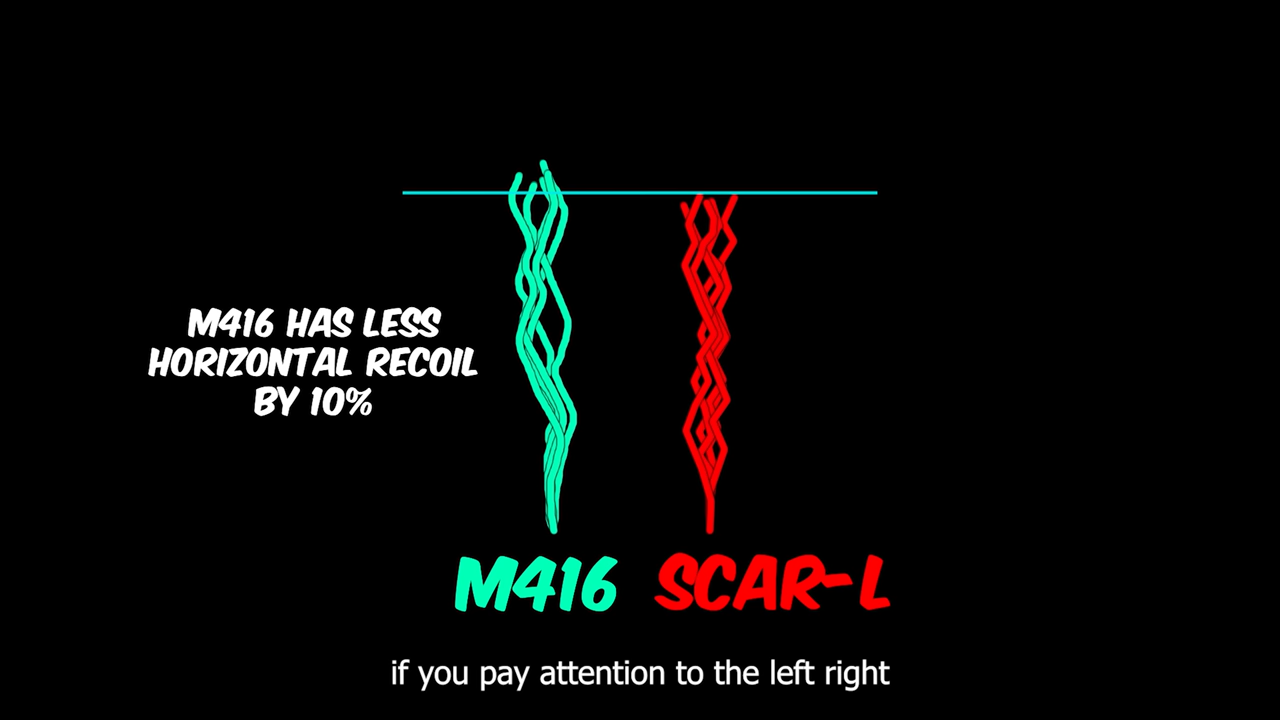 M416 HAS LESS
HORIZONTAL RECOIL
BY 10%
M416 SCAR-L
if you pay attention to the left right